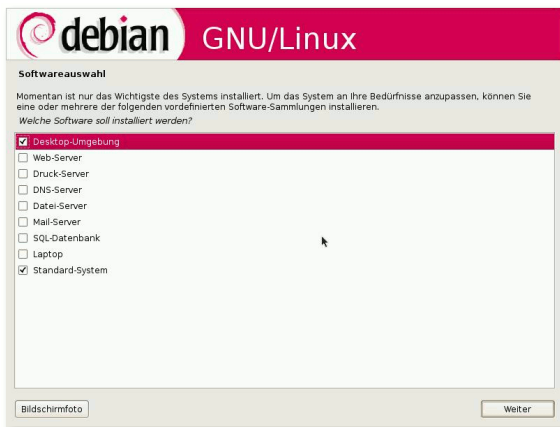 debian GNU/Linux
Softwareauswahl
Momentan ist nur das Wichtigste des Systems installiert. Um das System an Ihre Bedürfnisse anzupassen, können Sie
eine oder mehrere der folgenden vordefinierten Software-Sammlungen installieren.
Welche Software soll installiert werden?
Desktop-Umgebung
Web-Server
Druck-Server
DNS-Server
Datei-Server
Mail-Server
SQL-Datenbank
Laptop
Standard-System
Bildschirmfoto
Weiter